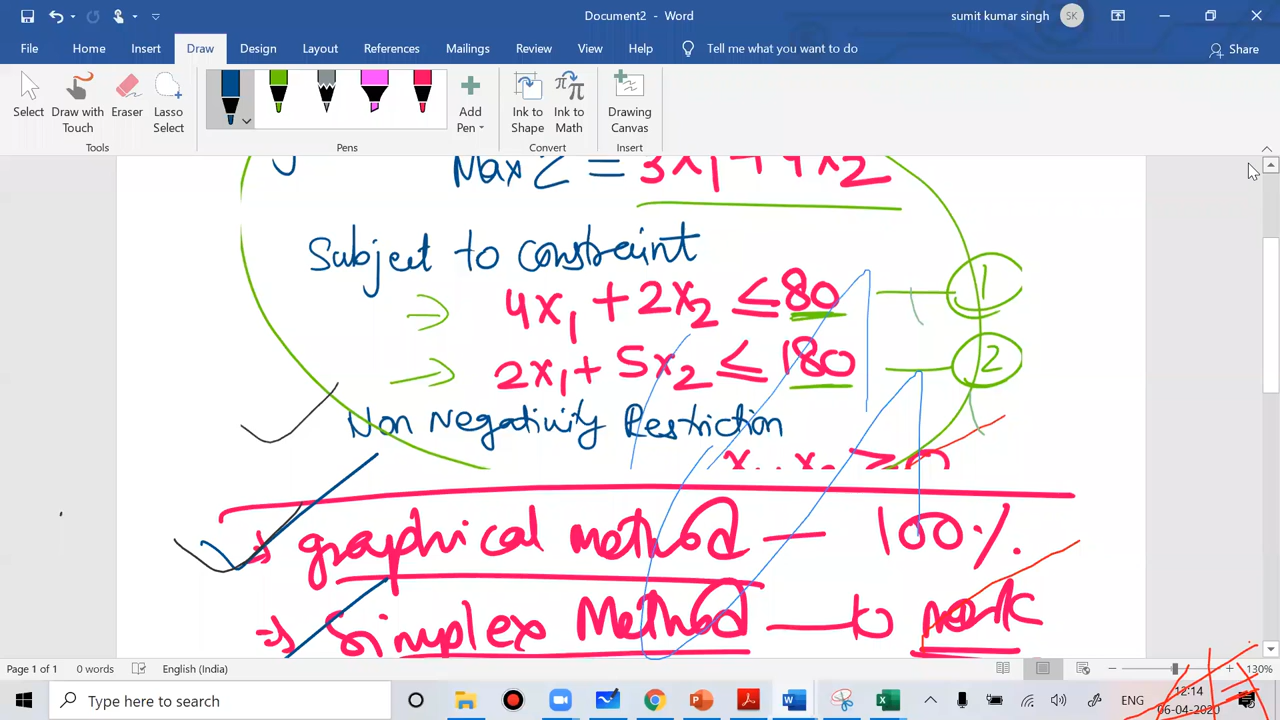 Document2 - Word
sumit kumar singh
SK
File
Home
Insert
Draw
Design
Layout
References
Mailings
Review
View
Help
Tell me what you want to do
Share
Select
Draw with Touch
Eraser
Lasso Select
Add Pen
Ink to Shape
Ink to Math
Drawing Canvas
Tools
Pens
Convert
Insert
Max Z = 3x1 + 4x2
Subject to constraint
⇒ 4x1 + 2x2 ≤ 80 — 1
⇒ 2x1 + 5x2 ≤ 180 — 2
Non Negativity Restriction
x1, x2 ≥ 0
⇒ graphical method — 100%.
⇒ Simplex Method — to
Page 1 of 1
0 words
English (India)
130%
Type here to search
ENG
12:14
06-04-2020